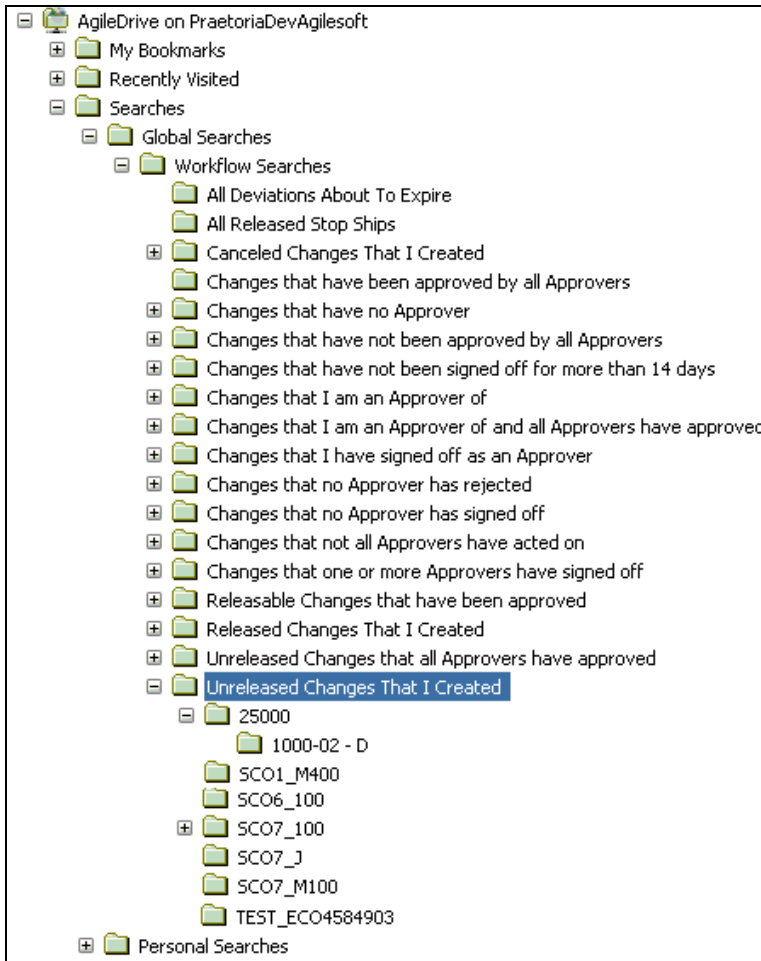 AgileDrive on PraetoriaDevAgilesoft
My Bookmarks
Recently Visited
Searches
Global Searches
Workflow Searches
All Deviations About To Expire
All Released Stop Ships
Canceled Changes That I Created
Changes that have been approved by all Approvers
Changes that have no Approver
Changes that have not been approved by all Approvers
Changes that have not been signed off for more than 14 days
Changes that I am an Approver of
Changes that I am an Approver of and all Approvers have approved
Changes that I have signed off as an Approver
Changes that no Approver has rejected
Changes that no Approver has signed off
Changes that not all Approvers have acted on
Changes that one or more Approvers have signed off
Releasable Changes that have been approved
Released Changes That I Created
Unreleased Changes that all Approvers have approved
Unreleased Changes That I Created
25000
1000-02 - D
SCO1_M400
SCO6_100
SCO7_100
SCO7_J
SCO7_M100
TEST_ECO4584903
Personal Searches